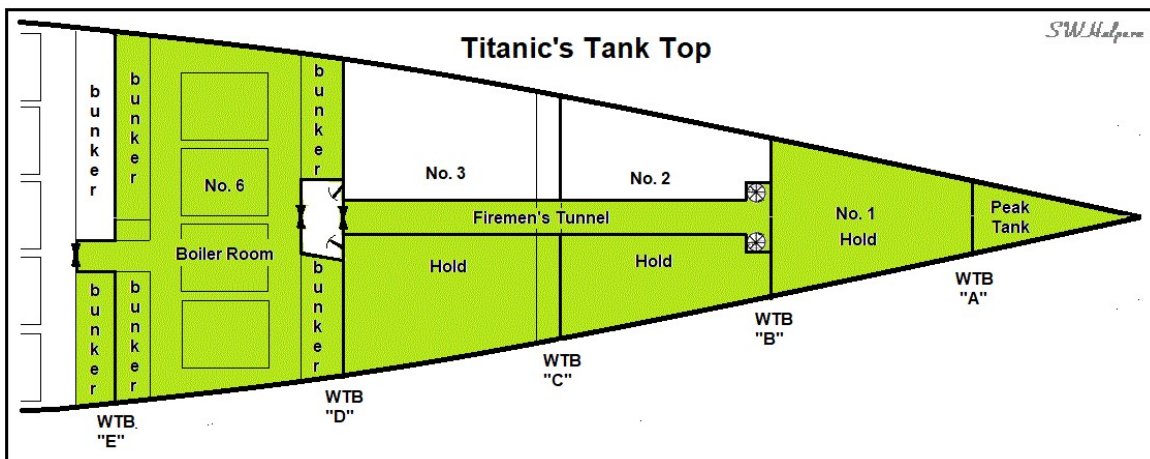 Titanic's Tank Top
bunker
bunker
bunker
No. 6
Boiler Room
bunker
bunker
bunker
No. 3
No. 2
Firemen's Tunnel
Hold
Hold
No. 1
Hold
Peak
Tank
WTB
"E"
WTB
"D"
WTB
"C"
WTB
"B"
WTB
"A"